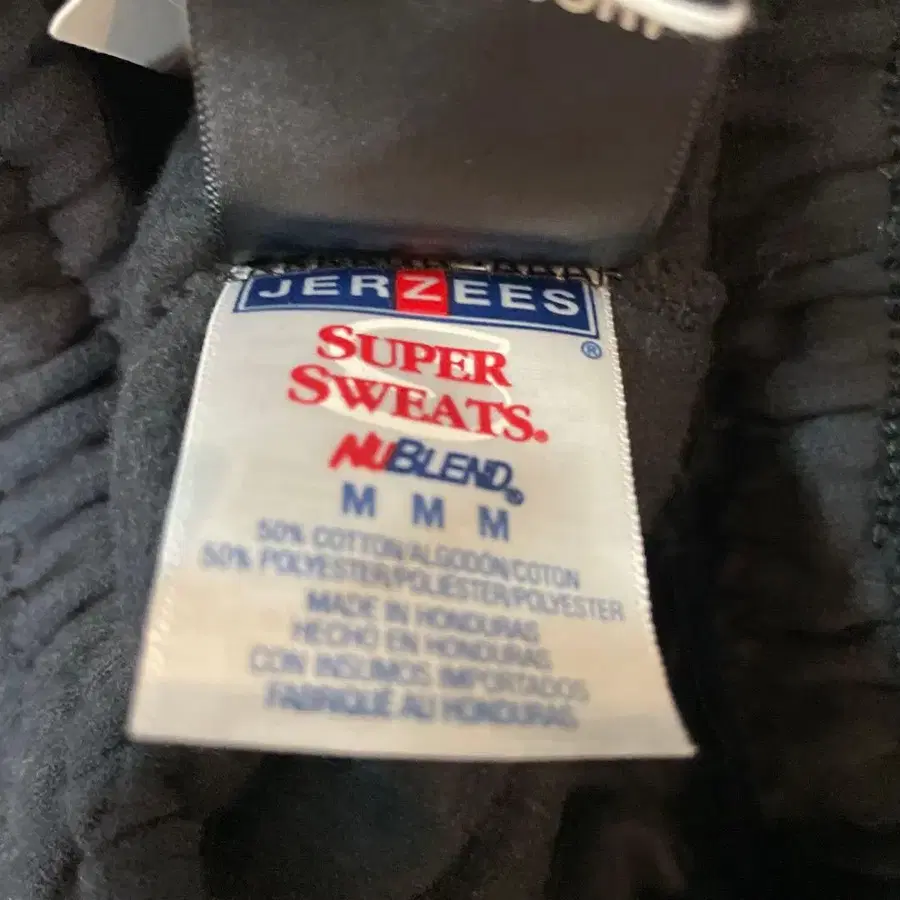 JERZEES
®
SUPER
SWEATS.
NUBLEND®
M M M
50% COTTON/ALGODÓN/COTON
50% POLYESTER/POLIESTER/POLYESTER
MADE IN HONDURAS
HECHO EN HONDURAS
CON INSUMOS IMPORTADOS
FABRIQUÉ AU HONDURAS